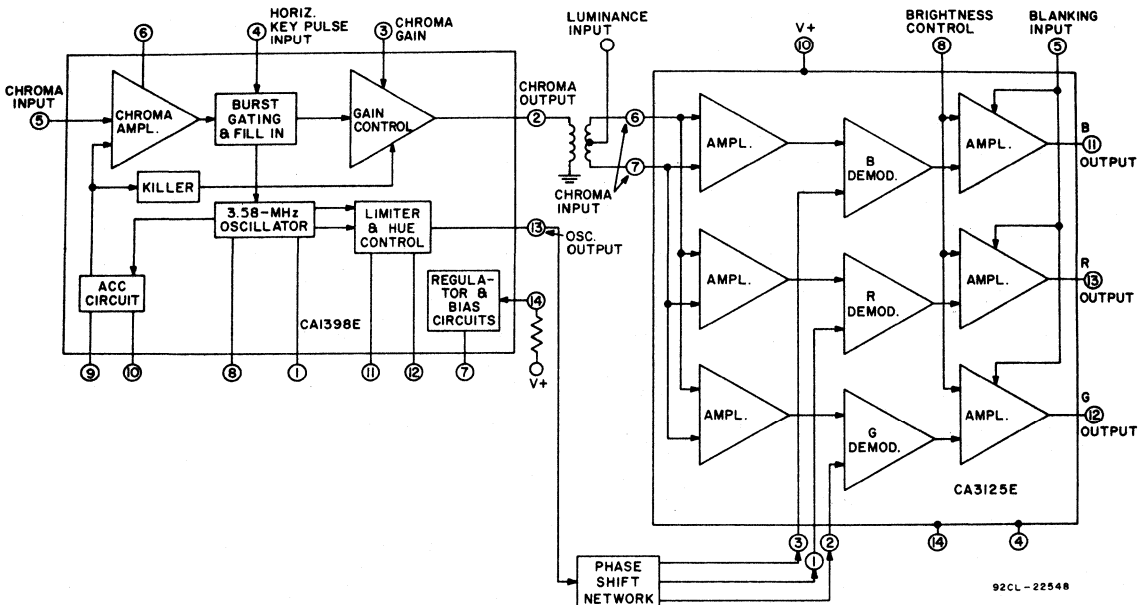 HORIZ.
KEY PULSE
INPUT
CHROMA
GAIN
6
4
3
CHROMA
INPUT
5
CHROMA
AMPL.
BURST
GATING
& FILL IN
GAIN
CONTROL
CHROMA
OUTPUT
2
KILLER
3.58-MHz
OSCILLATOR
LIMITER
& HUE
CONTROL
13
OSC.
OUTPUT
ACC
CIRCUIT
REGULA-
TOR &
BIAS
CIRCUITS
14
CA1398E
V+
9
10
8
1
11
12
7
LUMINANCE
INPUT
6
7
CHROMA
INPUT
V+
10
BRIGHTNESS
CONTROL
8
BLANKING
INPUT
5
AMPL.
B
DEMOD.
AMPL.
B
11
OUTPUT
AMPL.
R
DEMOD.
AMPL.
R
13
OUTPUT
AMPL.
G
DEMOD.
AMPL.
G
12
OUTPUT
CA3125E
3
1
2
14
4
PHASE
SHIFT
NETWORK
92CL-22548